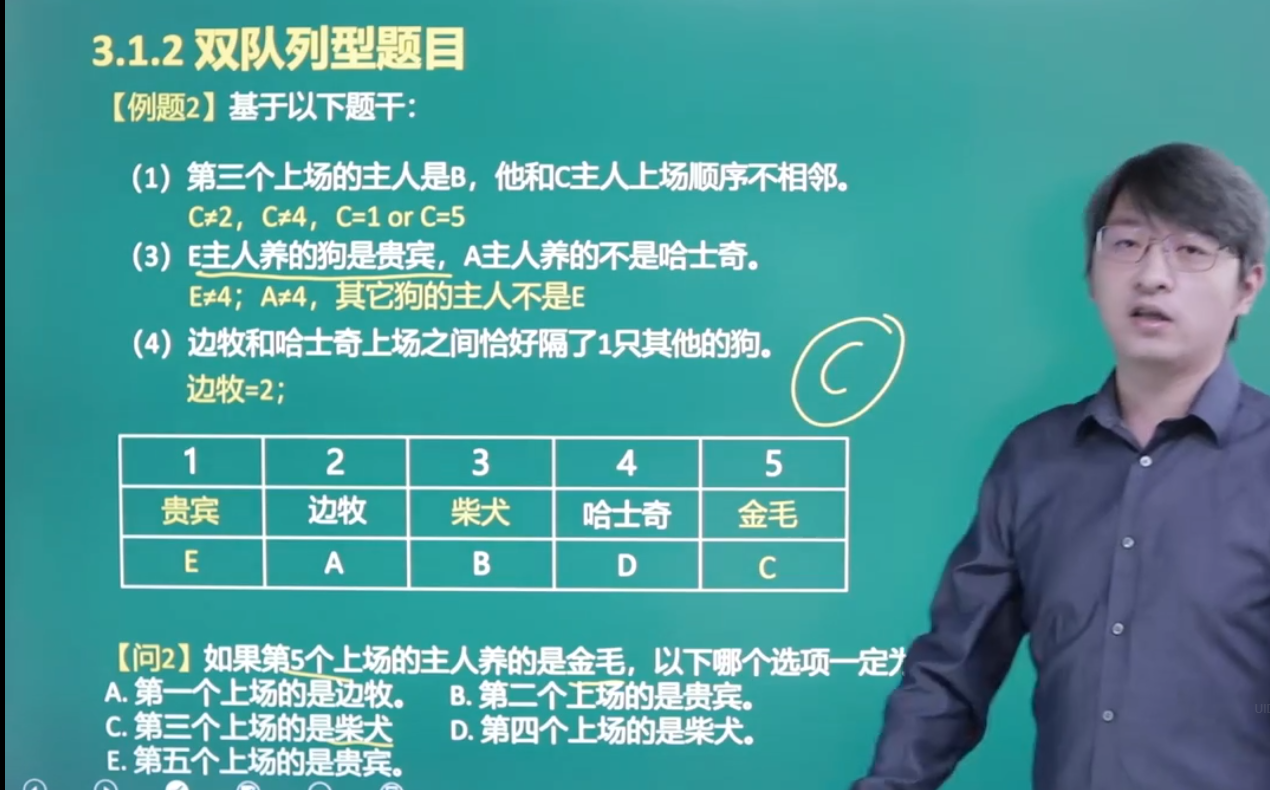 3.1.2 双队列型题目
【例题2】基于以下题干：
（1）第三个上场的主人是B，他和C主人上场顺序不相邻。
C≠2，C≠4，C=1 or C=5
（3）E主人养的狗是贵宾，A主人养的不是哈士奇。
E≠4；A≠4，其它狗的主人不是E
（4）边牧和哈士奇上场之间恰好隔了1只其他的狗。
边牧=2；
C
1 2 3 4 5
贵宾 边牧 柴犬 哈士奇 金毛
E A B D C
【问2】如果第5个上场的主人养的是金毛，以下哪个选项一定
A. 第一个上场的是边牧。 B. 第二个上场的是贵宾。
C. 第三个上场的是柴犬 D. 第四个上场的是柴犬。
E. 第五个上场的是贵宾。